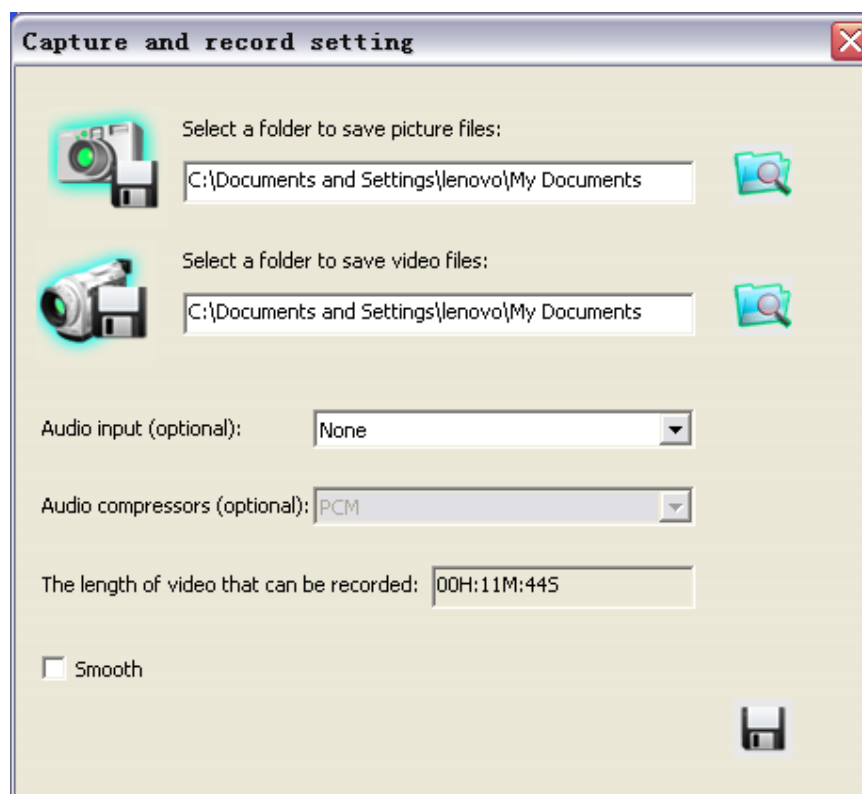 Capture and record setting
Select a folder to save picture files:
C:\Documents and Settings\lenovo\My Documents
Select a folder to save video files:
C:\Documents and Settings\lenovo\My Documents
Audio input (optional): None
Audio compressors (optional): PCM
The length of video that can be recorded: 00H:11M:44S
Smooth